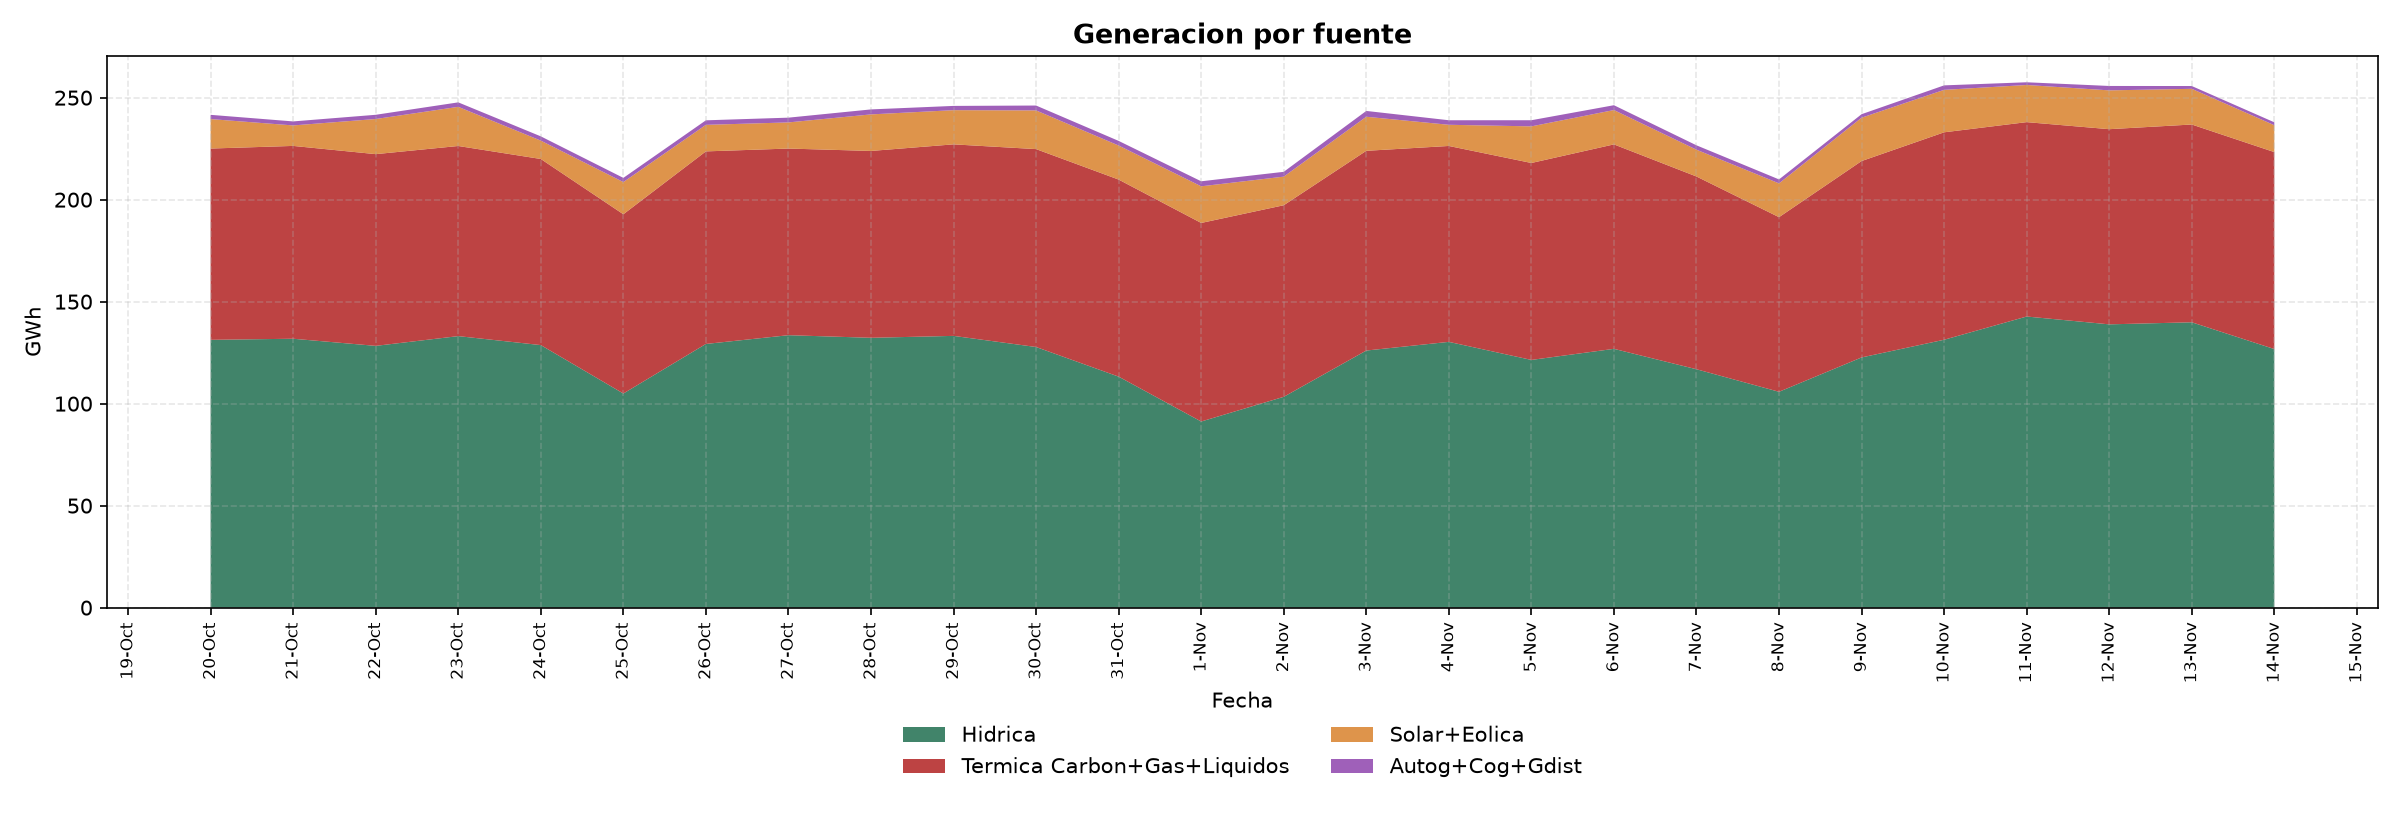 Generacion por fuente
GWh
250
200
150
100
50
0
19-Oct
20-Oct
21-Oct
22-Oct
23-Oct
24-Oct
25-Oct
26-Oct
27-Oct
28-Oct
29-Oct
30-Oct
31-Oct
1-Nov
2-Nov
3-Nov
4-Nov
5-Nov
6-Nov
7-Nov
8-Nov
9-Nov
10-Nov
11-Nov
12-Nov
13-Nov
14-Nov
15-Nov
Fecha
Hidrica
Termica Carbon+Gas+Liquidos
Solar+Eolica
Autog+Cog+Gdist